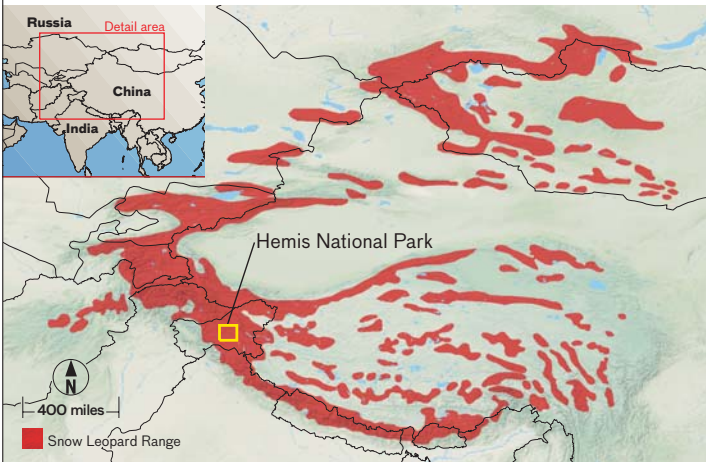 Russia
Detail area
China
India
Hemis National Park
N
400 miles
Snow Leopard Range